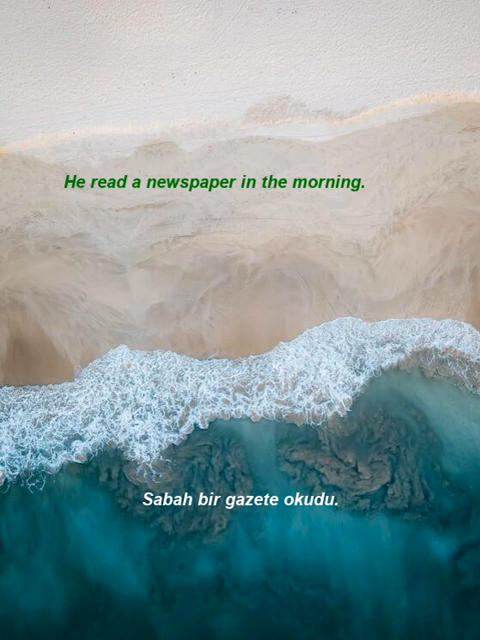 He read a newspaper in the morning.
Sabah bir gazete okudu.